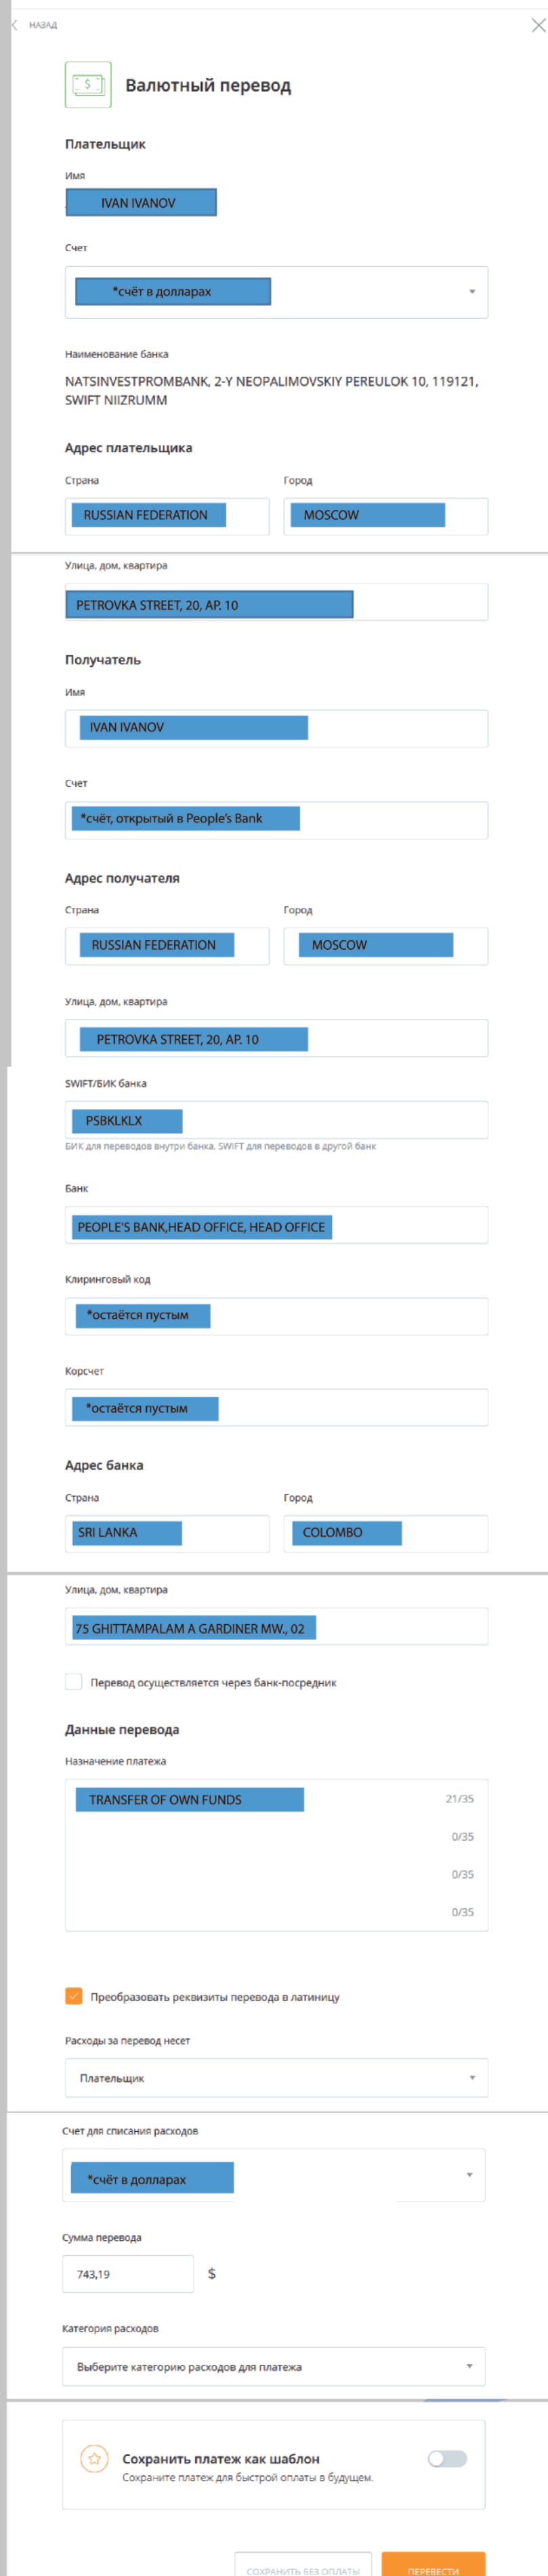 НАЗАД
Валютный перевод
Плательщик
Имя
IVAN IVANOV
Счет
*счёт в долларах
Наименование банка
NATSINVESTPROMBANK, 2-Y NEOPALIMOVSKIY PEREULOK 10, 119121,
SWIFT NIIZRUMM
Адрес плательщика
Страна
Город
RUSSIAN FEDERATION
MOSCOW
Улица, дом, квартира
PETROVKA STREET, 20, AP. 10
Получатель
Имя
IVAN IVANOV
Счет
*счёт, открытый в People's Bank
Адрес получателя
Страна
Город
RUSSIAN FEDERATION
MOSCOW
Улица, дом, квартира
PETROVKA STREET, 20, AP. 10
SWIFT/БИК банка
PSBKLKLX
БИК для переводов внутри банка. SWIFT для переводов в другой банк
Банк
PEOPLE'S BANK,HEAD OFFICE, HEAD OFFICE
Клиринговый код
*остаётся пустым
Корсчет
*остаётся пустым
Адрес банка
Страна
Город
SRI LANKA
COLOMBO
Улица, дом, квартира
75 GHITTAMPALAM A GARDINER MW., 02
Перевод осуществляется через банк-посредник
Данные перевода
Назначение платежа
TRANSFER OF OWN FUNDS
21/35
0/35
0/35
0/35
Преобразовать реквизиты перевода в латиницу
Расходы за перевод несет
Плательщик
Счет для списания расходов
*счёт в долларах
Сумма перевода
743,19
$
Категория расходов
Выберите категорию расходов для платежа
Сохранить платеж как шаблон
Сохраните платеж для быстрой оплаты в будущем.
СОХРАНИТЬ БЕЗ ОПЛАТЫ
ПЕРЕВЕСТИ